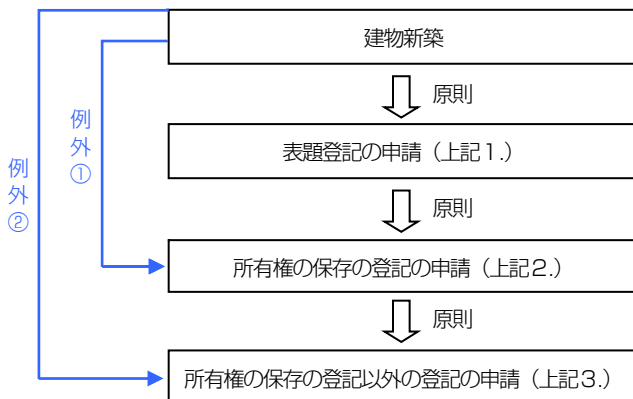 建物新築
原則
例外①
表題登記の申請（上記１.）
例外②
原則
所有権の保存の登記の申請（上記２.）
原則
所有権の保存の登記以外の登記の申請（上記３.）